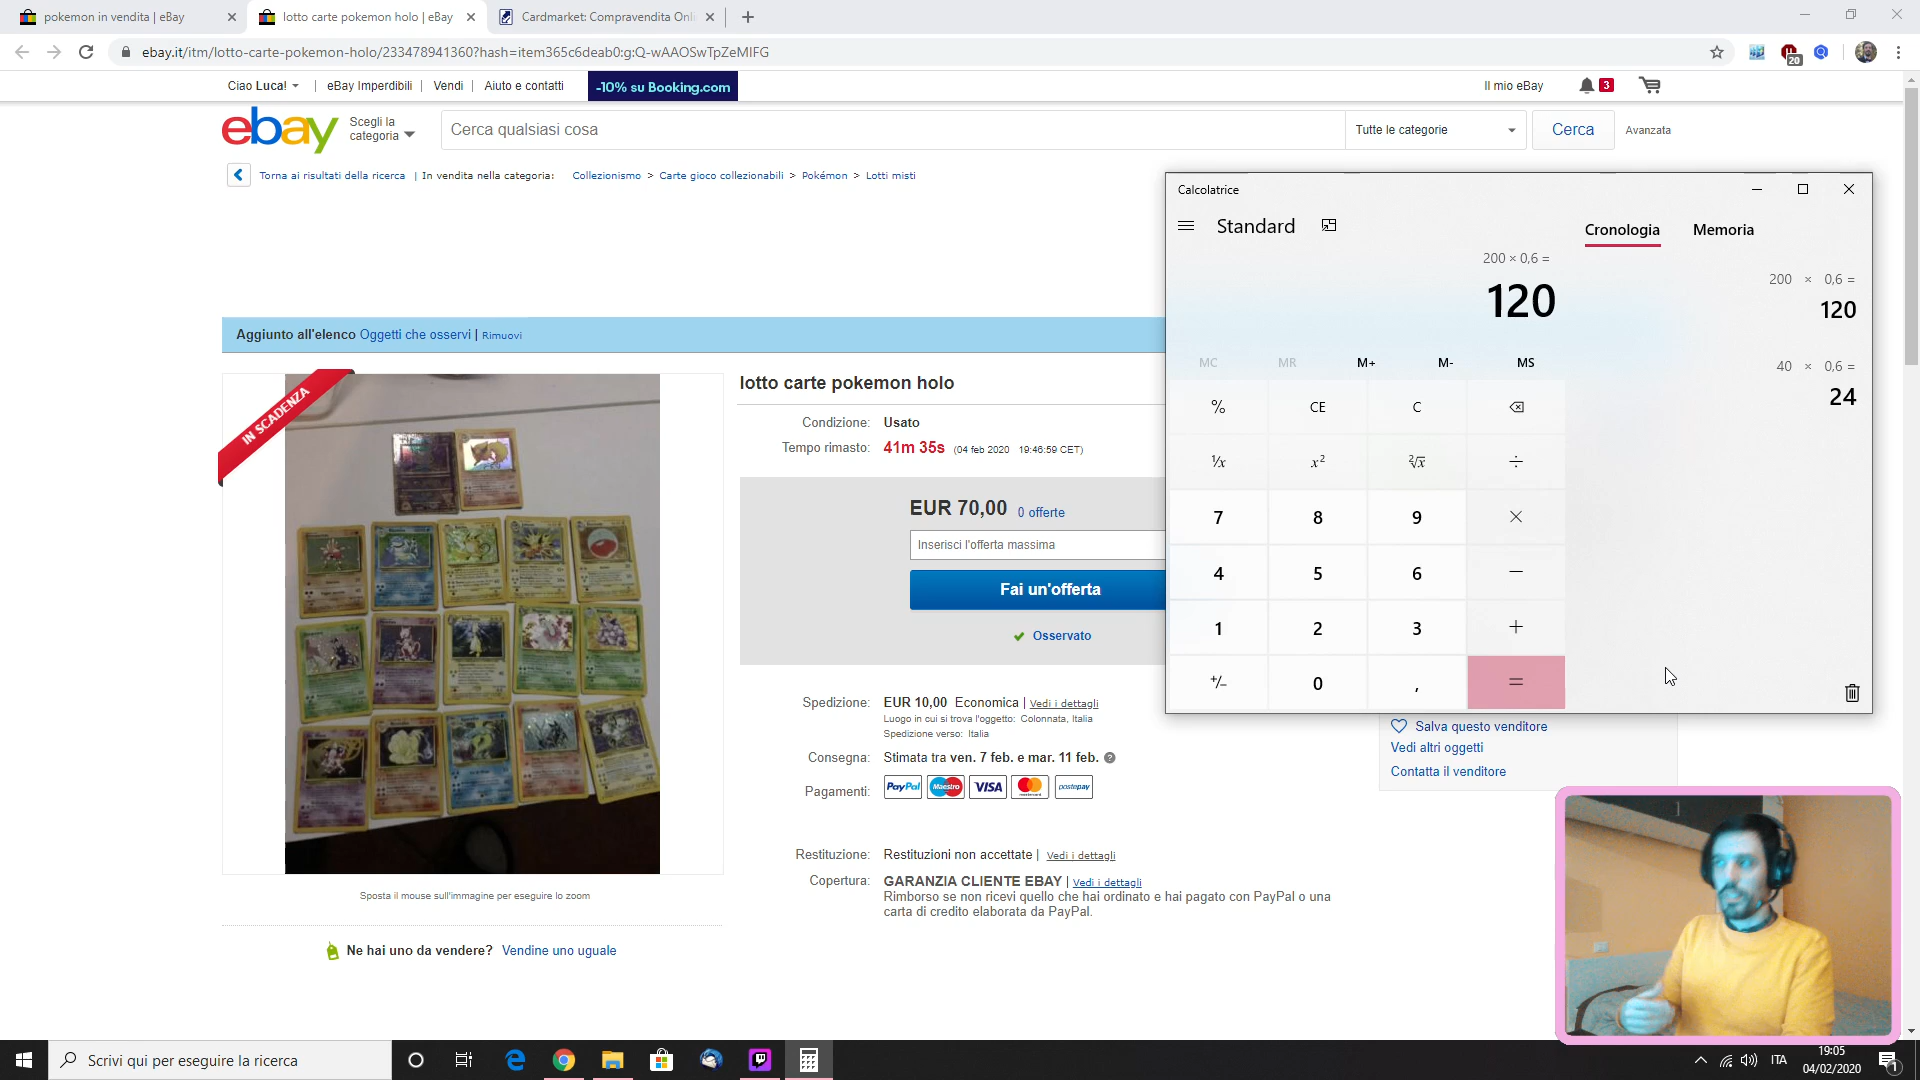 pokemon in vendita | eBay
lotto carte pokemon holo | eBay
Cardmarket: Compravendita Onli
ebay.it/itm/lotto-carte-pokemon-holo/233478941360?hash=item365c6deab0:g:Q-wAAOSwTpZeMIFG
20
Ciao Luca!
eBay Imperdibili
Vendi
Aiuto e contatti
-10% su Booking.com
Il mio eBay
3
ebay
Scegli la categoria
Cerca qualsiasi cosa
Tutte le categorie
Cerca
Avanzata
Torna ai risultati della ricerca | In vendita nella categoria: Collezionismo > Carte gioco collezionabili > Pokémon > Lotti misti
Aggiunto all'elenco Oggetti che osservi | Rimuovi
IN SCADENZA
lotto carte pokemon holo
Condizione: Usato
Tempo rimasto: 41m 35s (04 feb 2020 19:46:59 CET)
EUR 70,00 0 offerte
Inserisci l'offerta massima
Fai un'offerta
Osservato
Spedizione: EUR 10,00 Economica | Vedi i dettagli
Luogo in cui si trova l'oggetto: Colonnata, Italia
Spedizione verso: Italia
Consegna: Stimata tra ven. 7 feb. e mar. 11 feb. ?
Pagamenti: PayPal Maestro VISA mastercard postepay
Restituzione: Restituzioni non accettate | Vedi i dettagli
Copertura: GARANZIA CLIENTE EBAY | Vedi i dettagli
Rimborso se non ricevi quello che hai ordinato e hai pagato con PayPal o una
carta di credito elaborata da PayPal.
Sposta il mouse sull'immagine per eseguire lo zoom
Ne hai uno da vendere? Vendine uno uguale
Calcolatrice
Standard
Cronologia
Memoria
200 × 0,6 =
120
200 × 0,6 =
120
40 × 0,6 =
24
MC MR M+ M- MS
% CE C
⅟x x² ²√x ÷
7 8 9 ×
4 5 6 −
1 2 3 +
+/− 0 , =
Salva questo venditore
Vedi altri oggetti
Contatta il venditore
Scrivi qui per eseguire la ricerca
ITA
19:05
04/02/2020
1